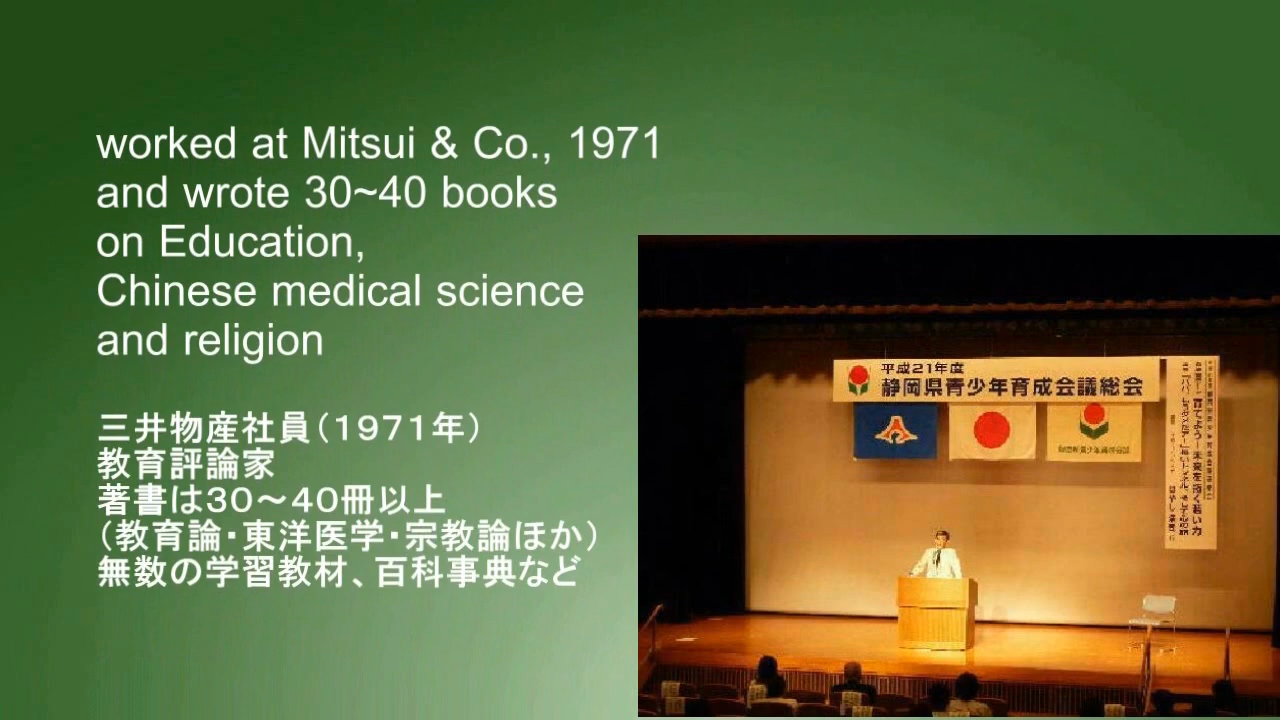 worked at Mitsui & Co., 1971
and wrote 30~40 books
on Education,
Chinese medical science
and religion
三井物産社員（１９７１年）
教育評論家
著書は３０～４０冊以上
（教育論・東洋医学・宗教論ほか）
無数の学習教材、百科事典など
平成21年度
静岡県青少年育成会議総会